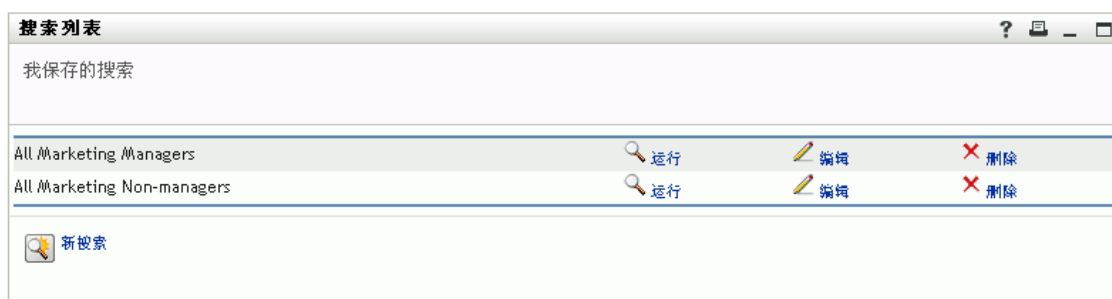 搜索列表 ?
我保存的搜索
All Marketing Managers 运行 编辑 删除
All Marketing Non-managers 运行 编辑 删除
新搜索